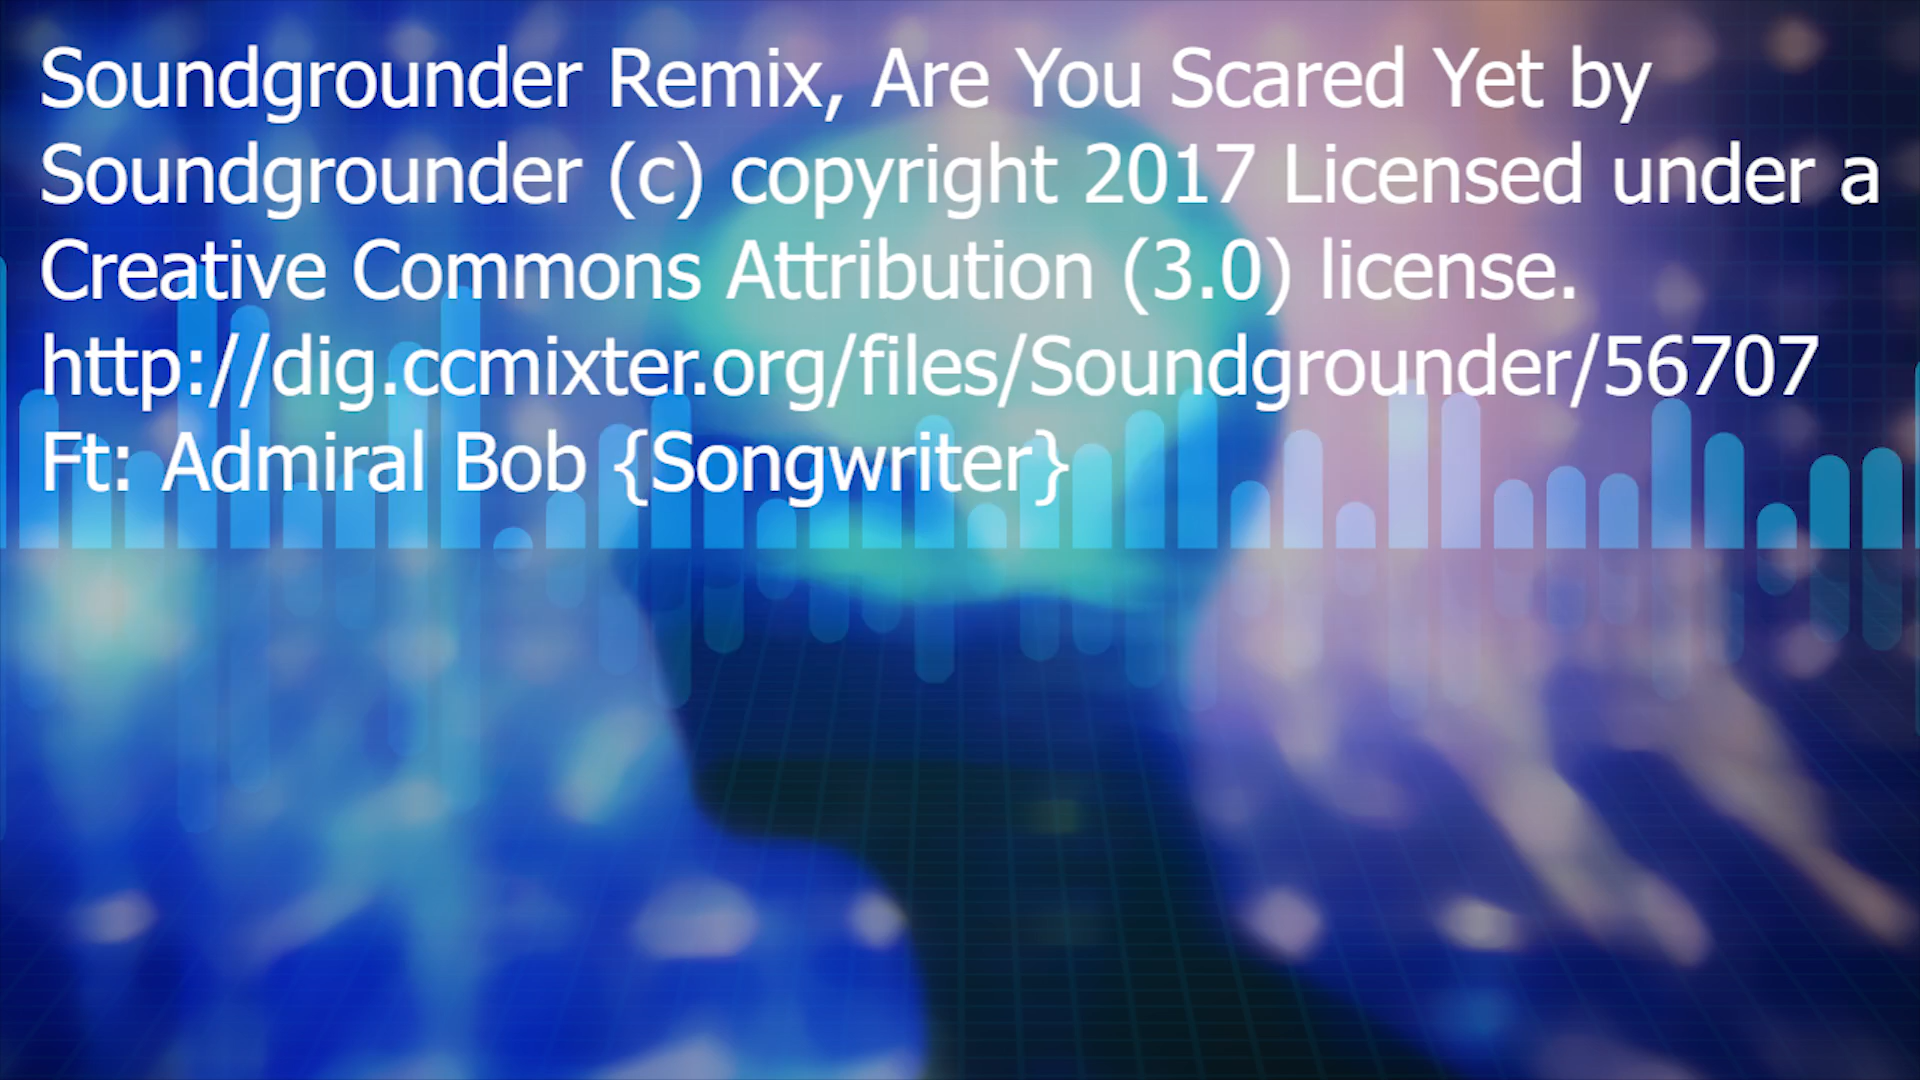 Soundgrounder Remix, Are You Scared Yet by
Soundgrounder (c) copyright 2017 Licensed under a
Creative Commons Attribution (3.0) license.
http://dig.ccmixter.org/files/Soundgrounder/56707
Ft: Admiral Bob {Songwriter}